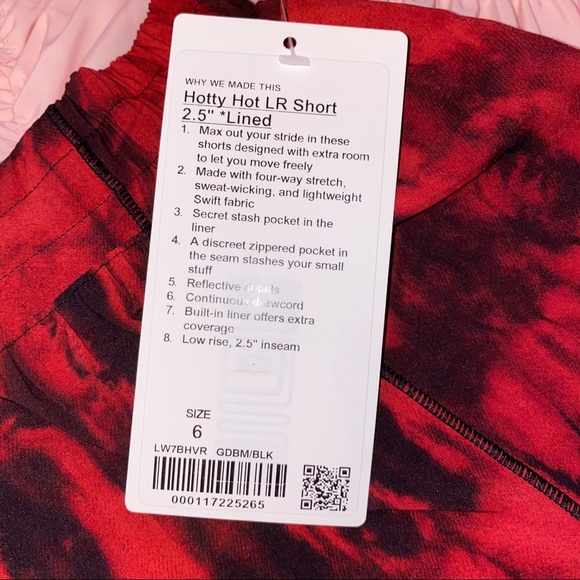 WHY WE MADE THIS
Hotty Hot LR Short
2.5" *Lined
1. Max out your stride in these
shorts designed with extra room
to let you move freely
2. Made with four-way stretch,
sweat-wicking, and lightweight
Swift fabric
3. Secret stash pocket in the
liner
4. A discreet zippered pocket in
the seam stashes your small
stuff
5. Reflective details
6. Continuous drawcord
7. Built-in liner offers extra
coverage
8. Low rise, 2.5" inseam
SIZE
6
LW7BHVR GDBM/BLK
000117225265